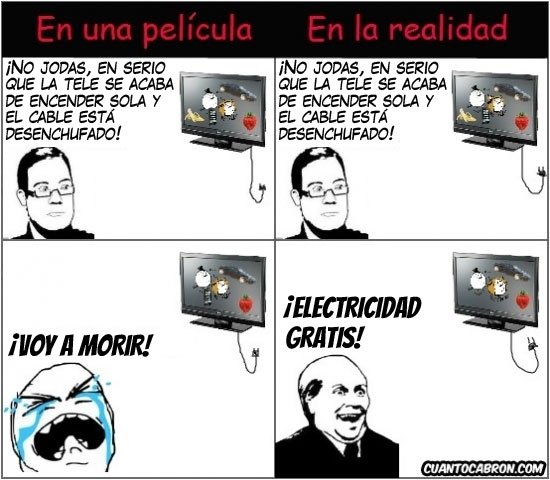 En una película
En la realidad
¡NO JODAS, EN SERIO
QUE LA TELE SE ACABA
DE ENCENDER SOLA Y
EL CABLE ESTÁ
DESENCHUFADO!
¡NO JODAS, EN SERIO
QUE LA TELE SE ACABA
DE ENCENDER SOLA Y
EL CABLE ESTÁ
DESENCHUFADO!
¡VOY A MORIR!
¡ELECTRICIDAD
GRATIS!
CUANTOCABRON.COM